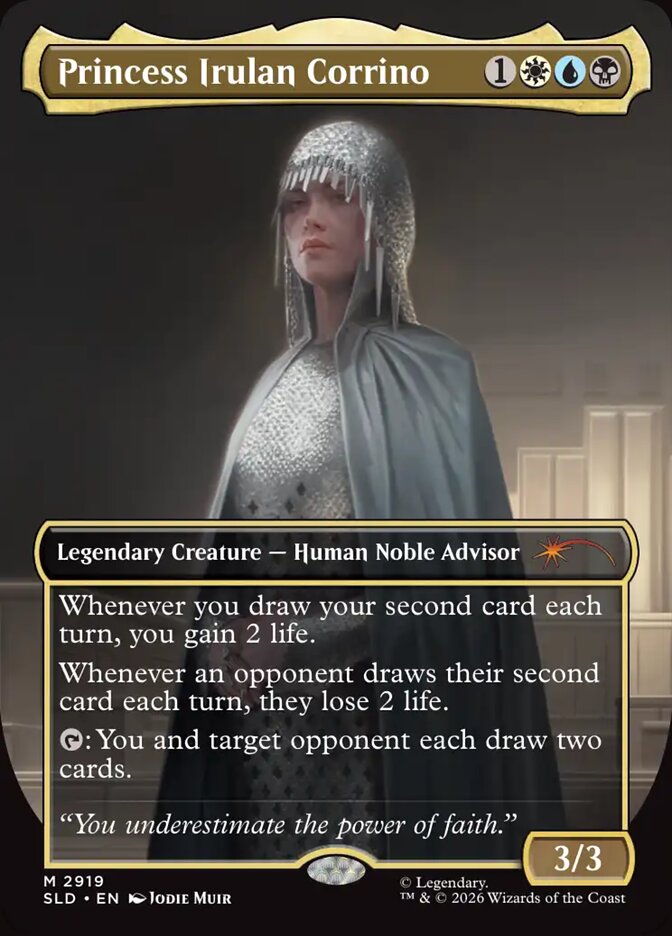 Princess Irulan Corrino 1
Legendary Creature — Human Noble Advisor
Whenever you draw your second card each
turn, you gain 2 life.
Whenever an opponent draws their second
card each turn, they lose 2 life.
: You and target opponent each draw two
cards.
“You underestimate the power of faith.”
3/3
M 2919
SLD • EN JODIE MUIR
© Legendary.
™ & © 2026 Wizards of the Coast